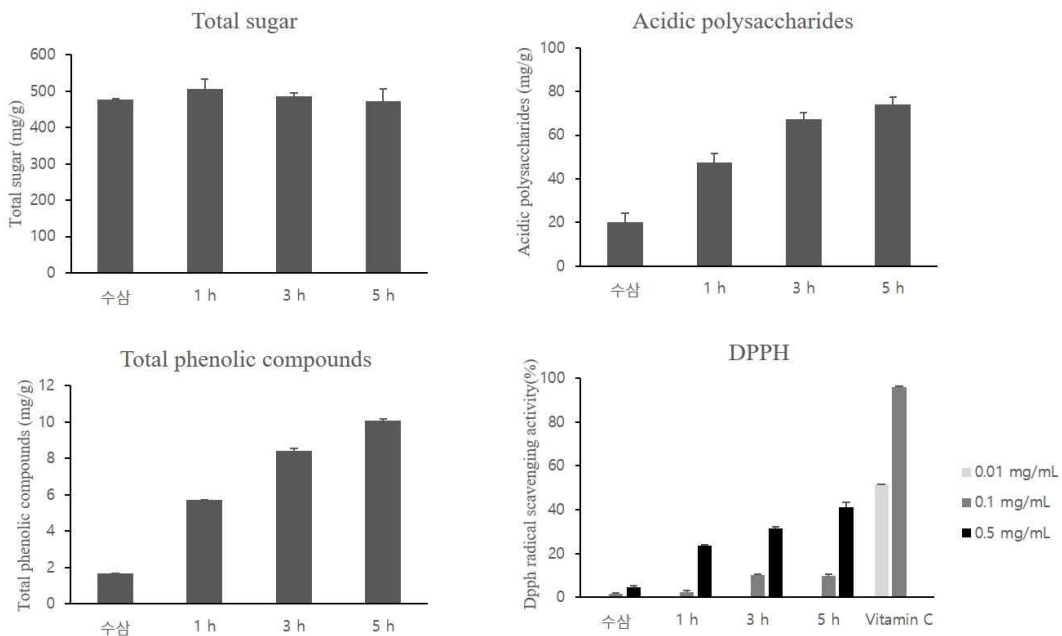 Total sugar
Total sugar (mg/g)
600
500
400
300
200
100
0
수삼 1 h 3 h 5 h
Acidic polysaccharides
Acidic polysaccharides (mg/g)
100
80
60
40
20
0
수삼 1 h 3 h 5 h
Total phenolic compounds
Total phenolic compounds (mg/g)
12
10
8
6
4
2
0
수삼 1 h 3 h 5 h
DPPH
Dpph radical scavenging activity(%)
100
80
60
40
20
0
수삼 1 h 3 h 5 h Vitamin C
0.01 mg/mL
0.1 mg/mL
0.5 mg/mL